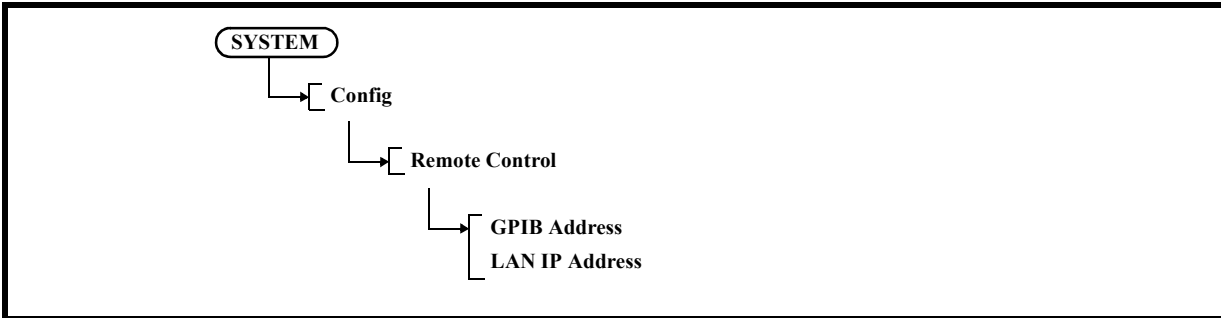 SYSTEM
Config
Remote Control
GPIB Address
LAN IP Address